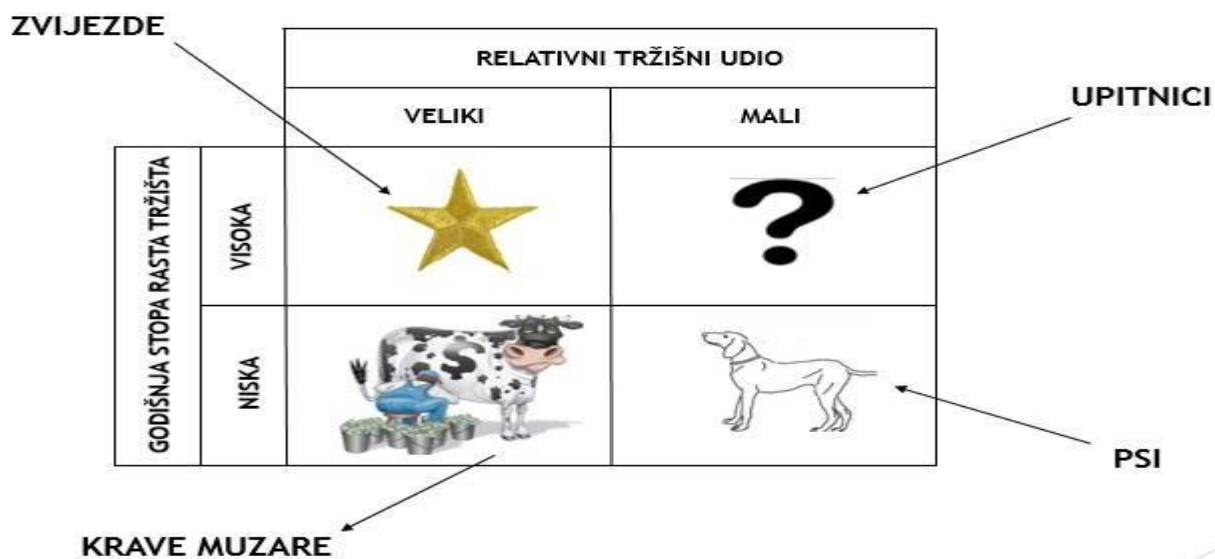 ZVIJEZDE
RELATIVNI TRŽIŠNI UDIO
UPITNICI
VELIKI
MALI
GODIŠNJA STOPA RASTA TRŽIŠTA
VISOKA
?
NISKA
$
PSI
KRAVE MUZARE